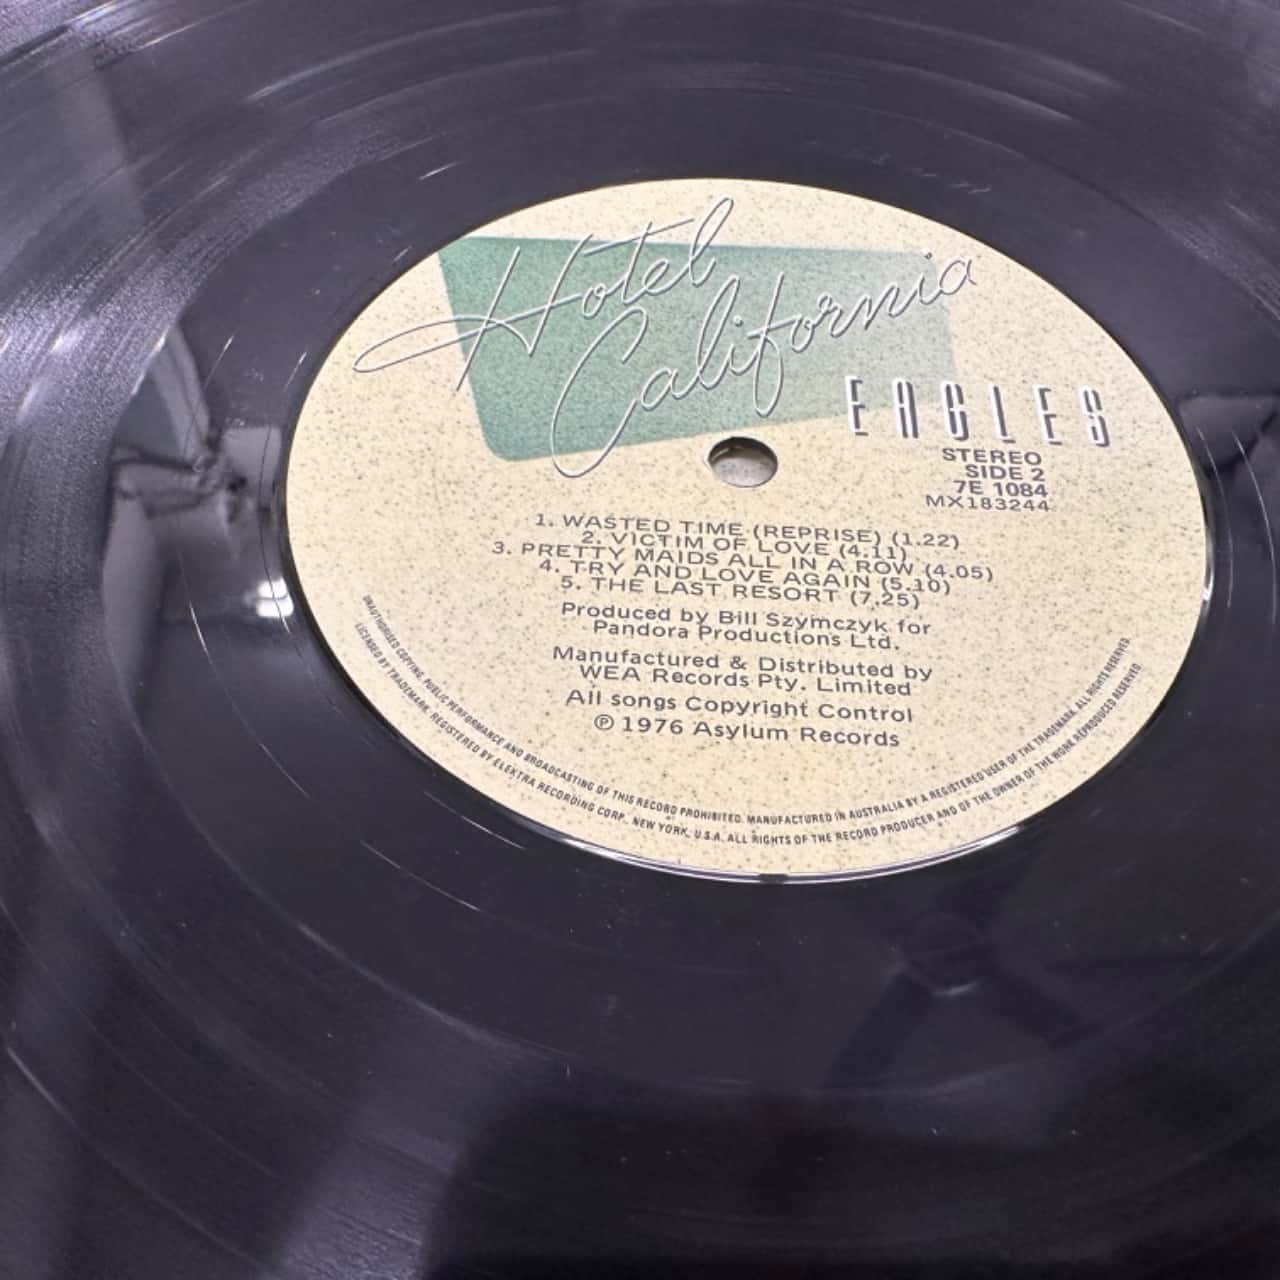 Hotel
California
EAGLES
STEREO
SIDE 2
7E 1084
MX183244
1. WASTED TIME (REPRISE) (1.22)
2. VICTIM OF LOVE (4.11)
3. PRETTY MAIDS ALL IN A ROW (4.05)
4. TRY AND LOVE AGAIN (5.10)
5. THE LAST RESORT (7.25)
Produced by Bill Szymczyk for
Pandora Productions Ltd.
Manufactured & Distributed by
WEA Records Pty. Limited
All songs Copyright Control
℗ 1976 Asylum Records
UNAUTHORISED COPYING, PUBLIC PERFORMANCE AND BROADCASTING OF THIS RECORD PROHIBITED. MANUFACTURED IN AUSTRALIA BY A REGISTERED USER OF THE TRADEMARK. ALL RIGHTS RESERVED.
LICENSED BY TRADEMARK. REGISTERED BY ELEKTRA RECORDING CORP. NEW YORK, U.S.A. ALL RIGHTS OF THE RECORD PRODUCER AND OF THE OWNER OF THE WORK REPRODUCED RESERVED.